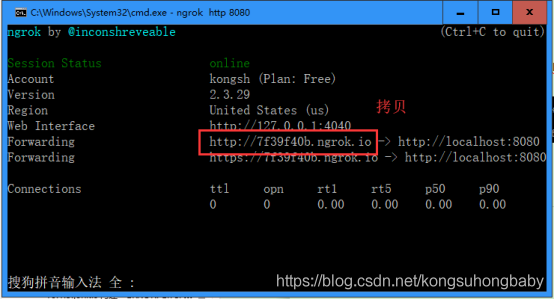 C:\Windows\System32\cmd.exe - ngrok http 8080
ngrok by @inconshreveable (Ctrl+C to quit)
Session Status online
Account kongsh (Plan: Free)
Version 2.3.29
Region United States (us)
拷贝
Web Interface http://127.0.0.1:4040
Forwarding http://7f39f40b.ngrok.io -> http://localhost:8080
Forwarding https://7f39f40b.ngrok.io -> http://localhost:8080
Connections ttl opn rt1 rt5 p50 p90
0 0 0.00 0.00 0.00 0.00
搜狗拼音输入法 全 :
https://blog.csdn.net/kongsuhongbaby